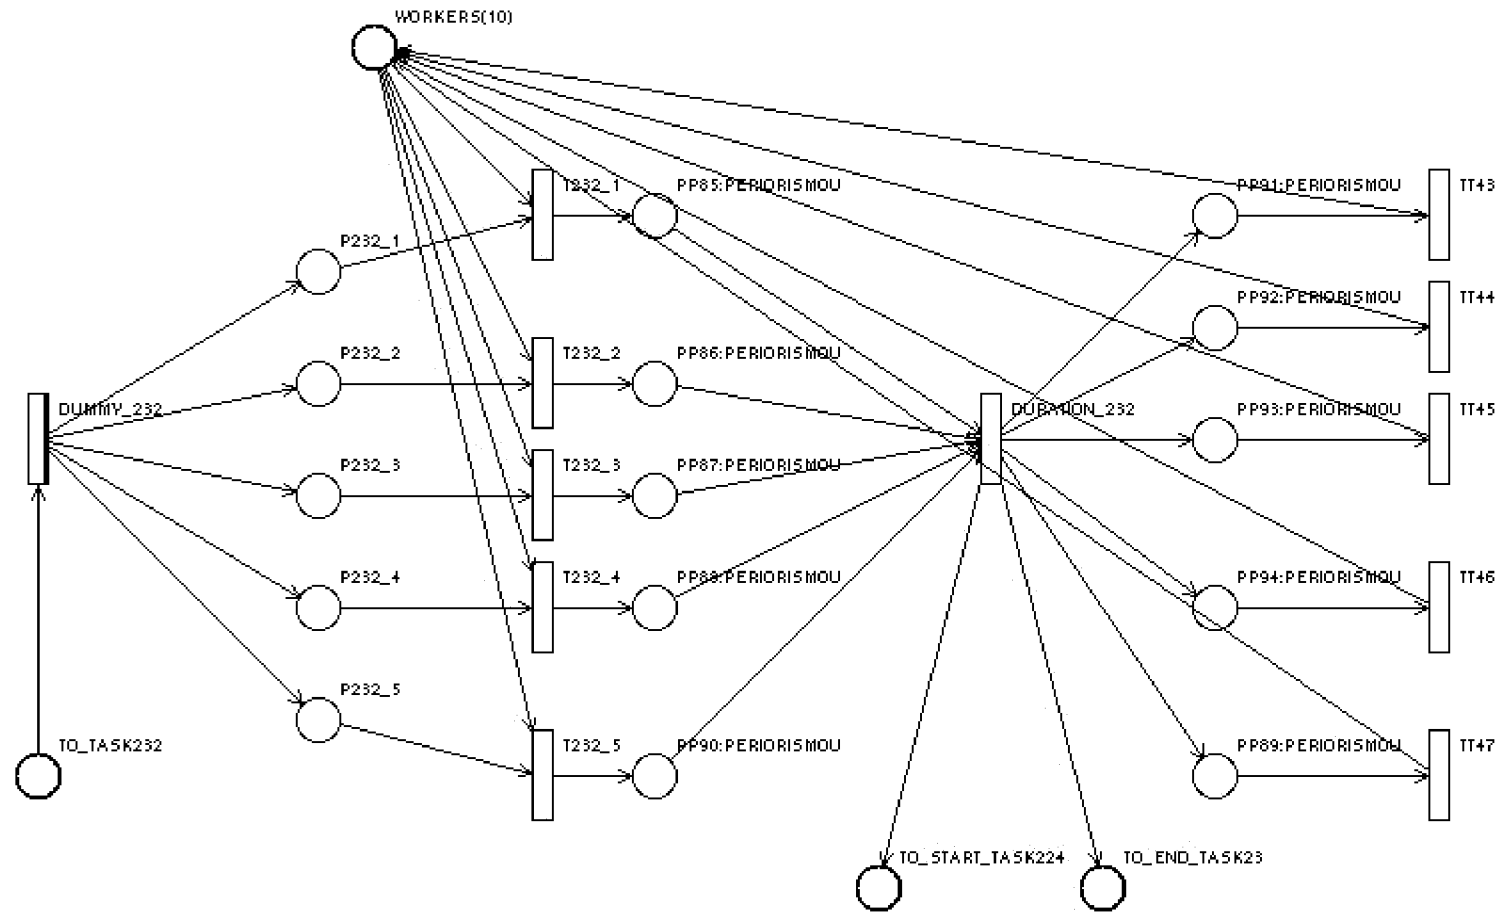 WORKERS(10)
T232_1
PP85:PERIORISMOU
PP91:PERIORISMOU
TT43
P232_1
PP92:PERIORISMOU
TT44
P232_2
T232_2
PP86:PERIORISMOU
DUMMY_232
DURATION_232
PP93:PERIORISMOU
TT45
P232_3
T232_3
PP87:PERIORISMOU
P232_4
T232_4
PP88:PERIORISMOU
PP94:PERIORISMOU
TT46
P232_5
TO_TASK232
T232_5
PP90:PERIORISMOU
PP89:PERIORISMOU
TT47
TO_START_TASK224
TO_END_TASK23